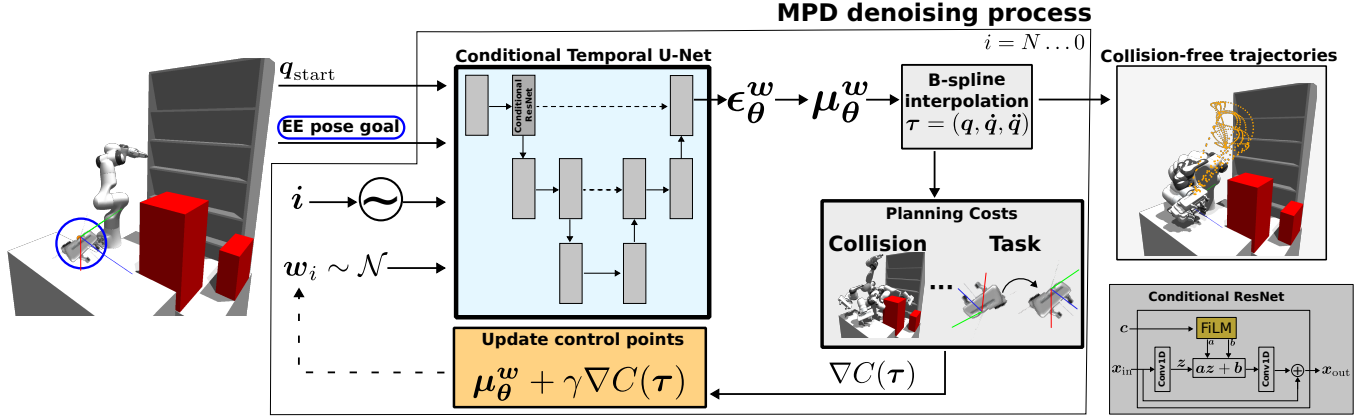 MPD denoising process
i = N … 0
Conditional Temporal U-Net
Collision-free trajectories
q_start
EE pose goal
Conditional
ResNet
ϵ_θ^w
μ_θ^w
B-spline
interpolation
τ = (q, q̇, q̈)
i
∼
w_i ∼ 𝒩
Planning Costs
Collision
...
Task
Update control points
μ_θ^w + γ∇C(τ)
∇C(τ)
Conditional ResNet
c
FiLM
a
b
x_in
Conv1D
z
az + b
Conv1D
+
x_out